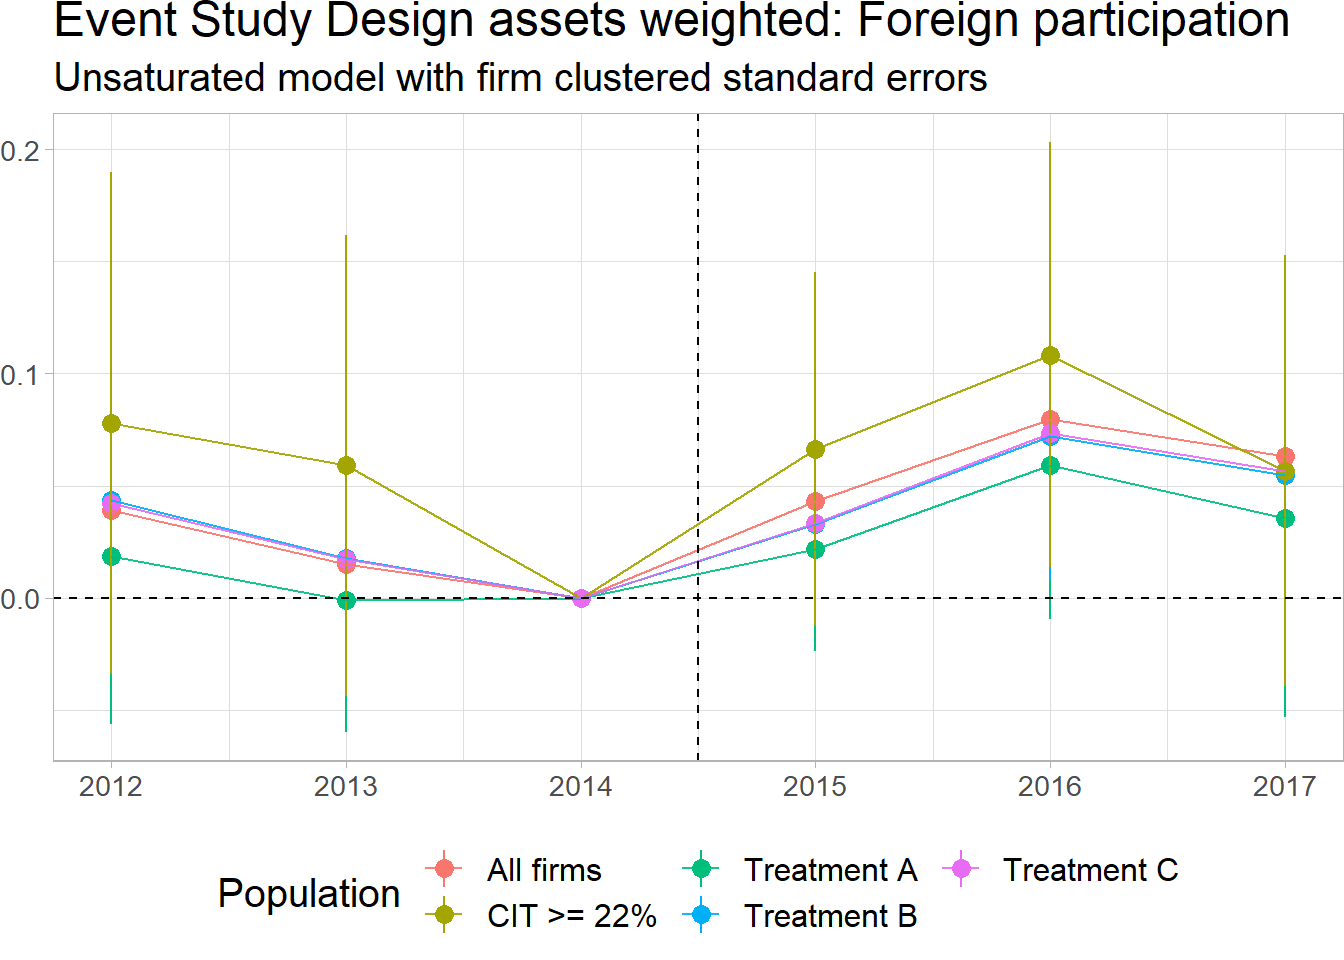 Event Study Design assets weighted: Foreign participation
Unsaturated model with firm clustered standard errors
0.2
0.1
0.0
2012 2013 2014 2015 2016 2017
Population
All firms Treatment A Treatment C
CIT >= 22% Treatment B